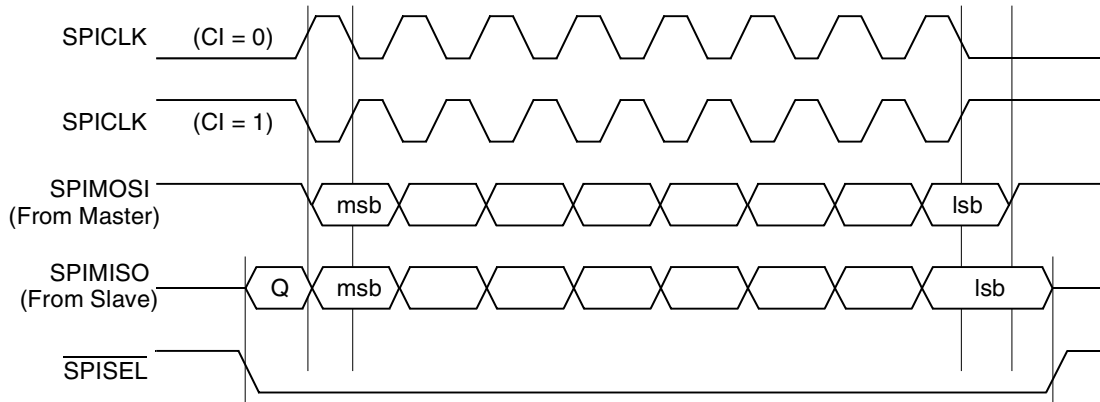 SPICLK (CI = 0)
SPICLK (CI = 1)
SPIMOSI
(From Master)
msb
lsb
SPIMISO
(From Slave)
Q
msb
lsb
SPISEL